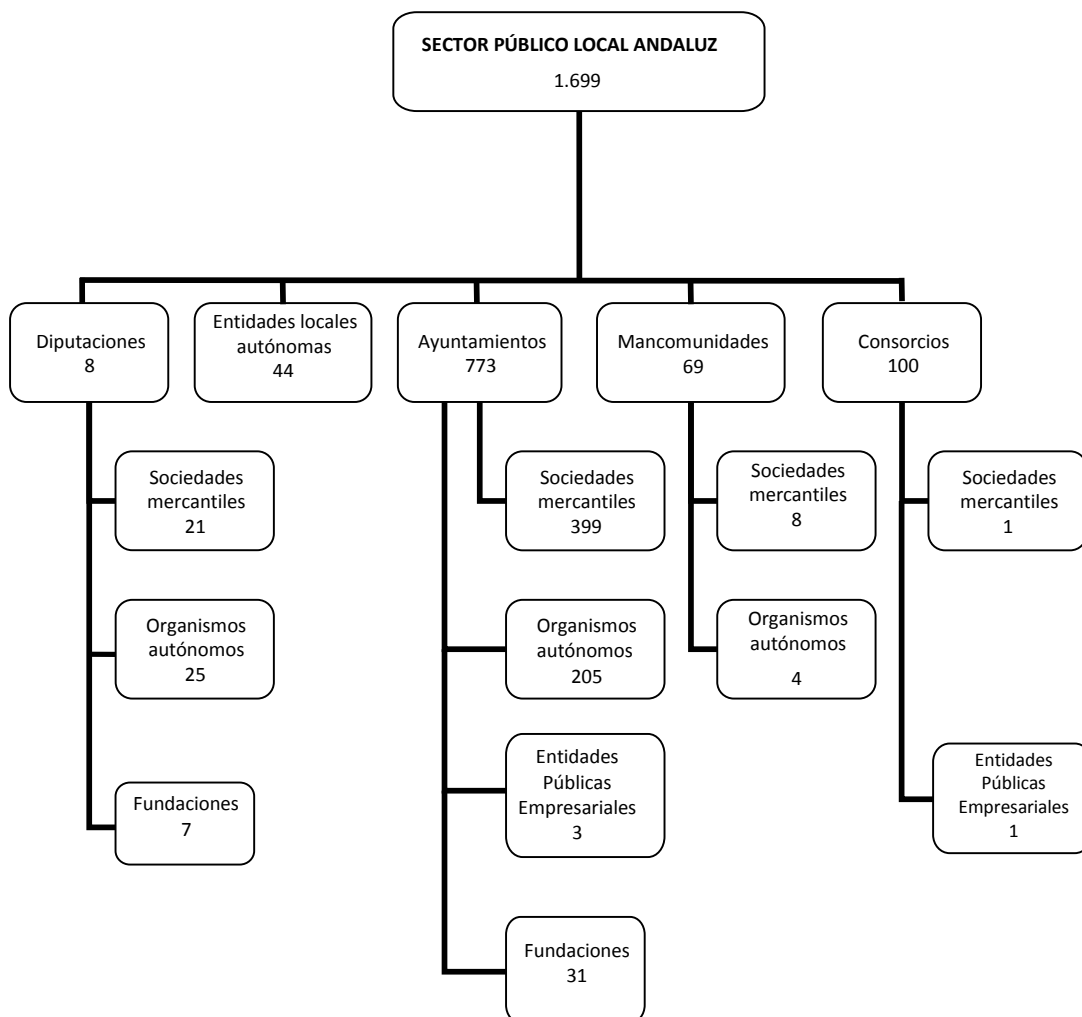 SECTOR PÚBLICO LOCAL ANDALUZ
1.699
Diputaciones
8
Entidades locales
autónomas
44
Ayuntamientos
773
Mancomunidades
69
Consorcios
100
Sociedades
mercantiles
21
Organismos
autónomos
25
Fundaciones
7
Sociedades
mercantiles
399
Organismos
autónomos
205
Entidades
Públicas
Empresariales
3
Fundaciones
31
Sociedades
mercantiles
8
Organismos
autónomos
4
Sociedades
mercantiles
1
Entidades
Públicas
Empresariales
1